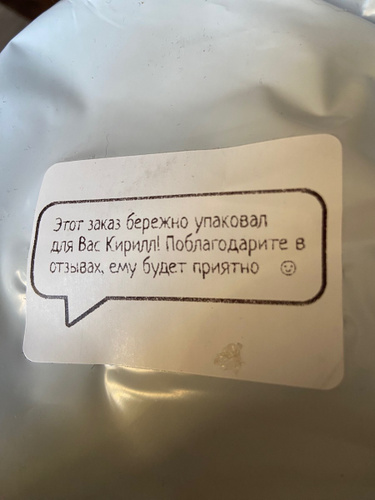 Этот заказ бережно упаковал
для Вас Кирилл! Поблагодарите в
отзывах, ему будет приятно ☺